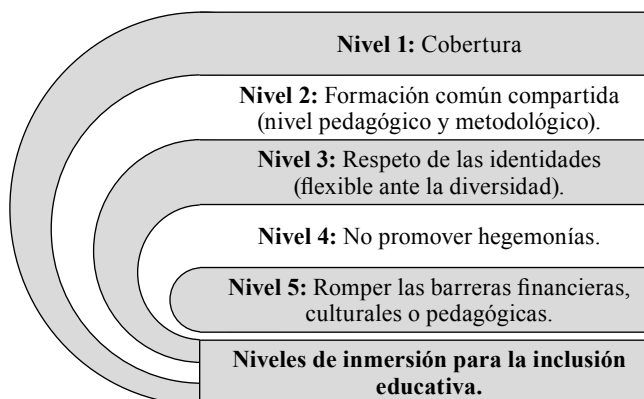 Nivel 1: Cobertura
Nivel 2: Formación común compartida
(nivel pedagógico y metodológico).
Nivel 3: Respeto de las identidades
(flexible ante la diversidad).
Nivel 4: No promover hegemonías.
Nivel 5: Romper las barreras financieras,
culturales o pedagógicas.
Niveles de inmersión para la inclusión
educativa.